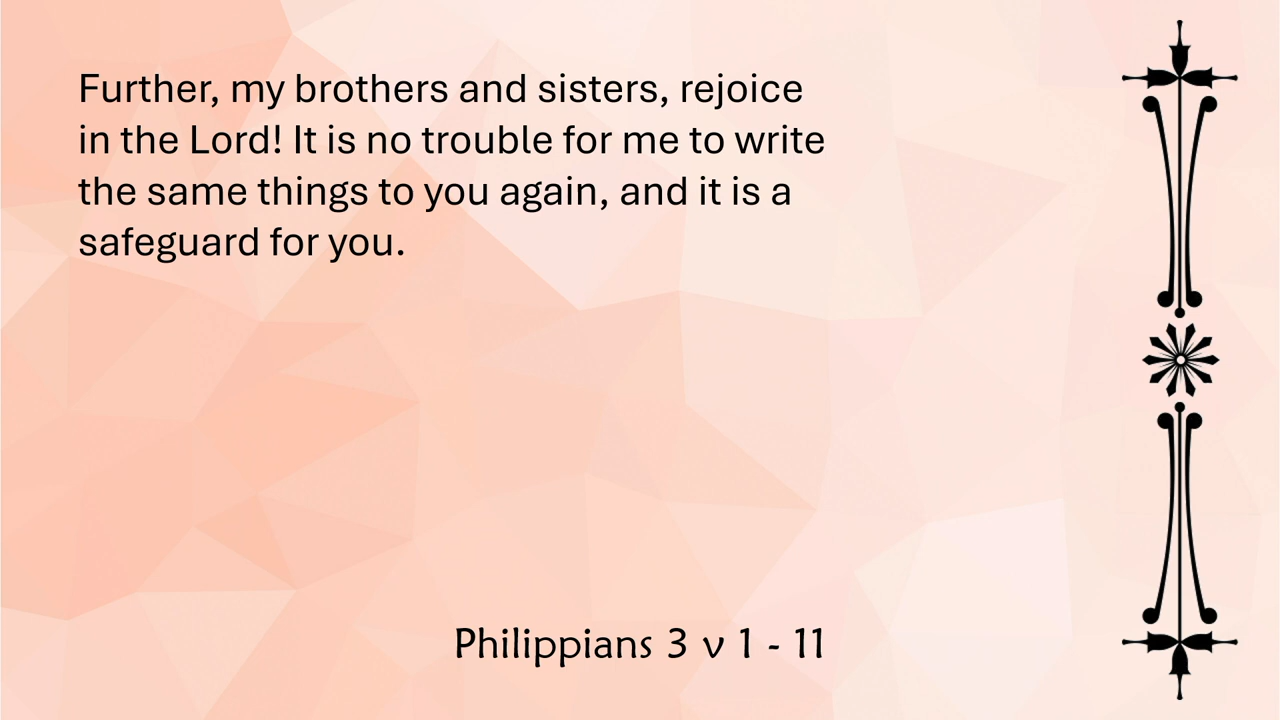 Further, my brothers and sisters, rejoice
in the Lord! It is no trouble for me to write
the same things to you again, and it is a
safeguard for you.
Philippians 3 v 1 - 11